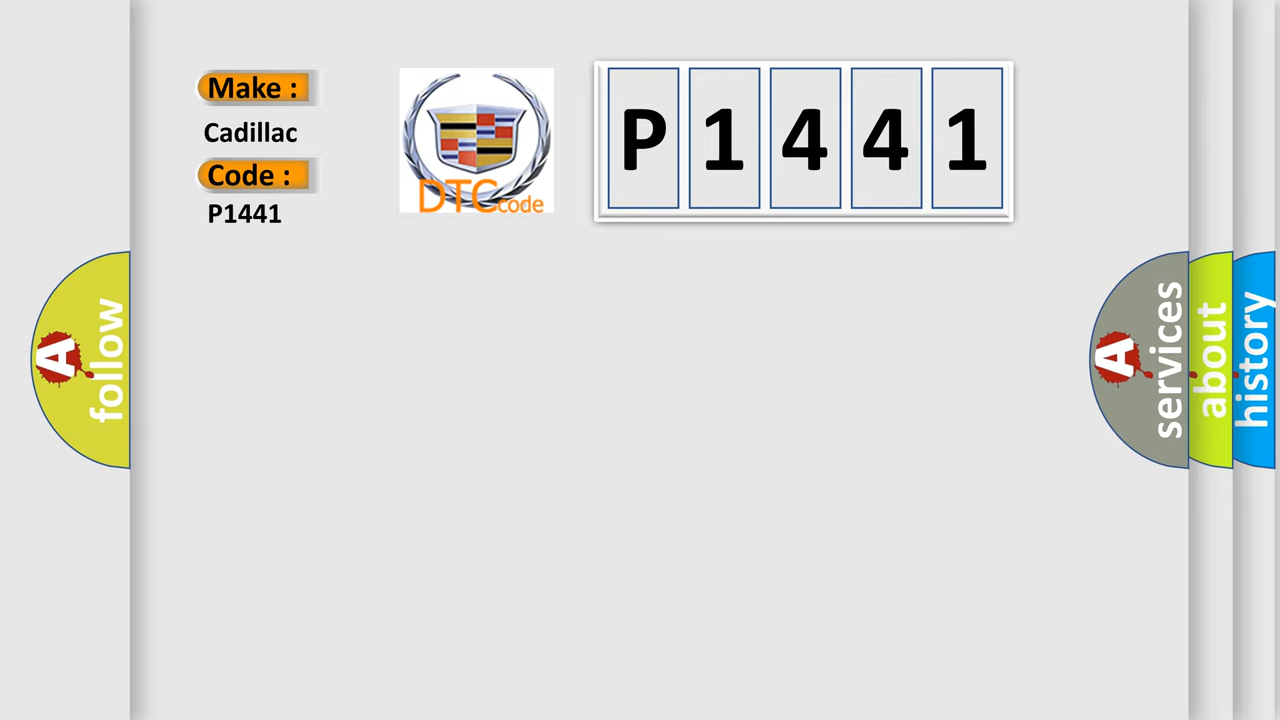 Make :
Cadillac
Code :
P1441
DTCcode
P 1 4 4 1
A follow
A services
about
history